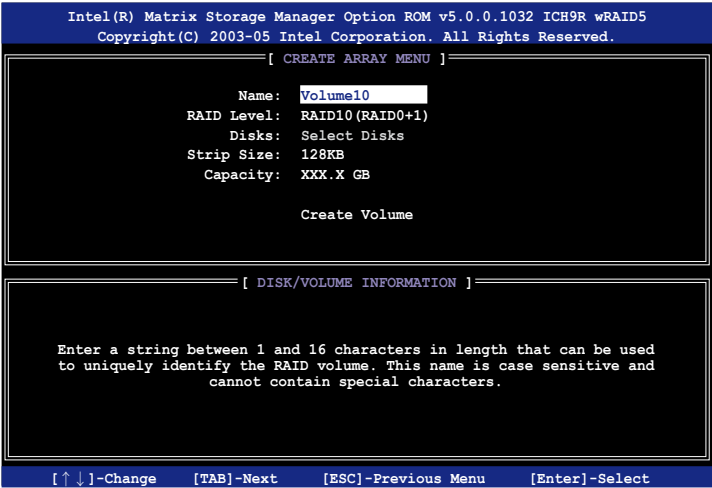 Intel(R) Matrix Storage Manager Option ROM v5.0.0.1032 ICH9R wRAID5
Copyright(C) 2003-05 Intel Corporation. All Rights Reserved.
[ CREATE ARRAY MENU ]
Name: Volume10
RAID Level: RAID10(RAID0+1)
Disks: Select Disks
Strip Size: 128KB
Capacity: XXX.X GB
Create Volume
[ DISK/VOLUME INFORMATION ]
Enter a string between 1 and 16 characters in length that can be used
to uniquely identify the RAID volume. This name is case sensitive and
cannot contain special characters.
[↑↓]-Change [TAB]-Next [ESC]-Previous Menu [Enter]-Select